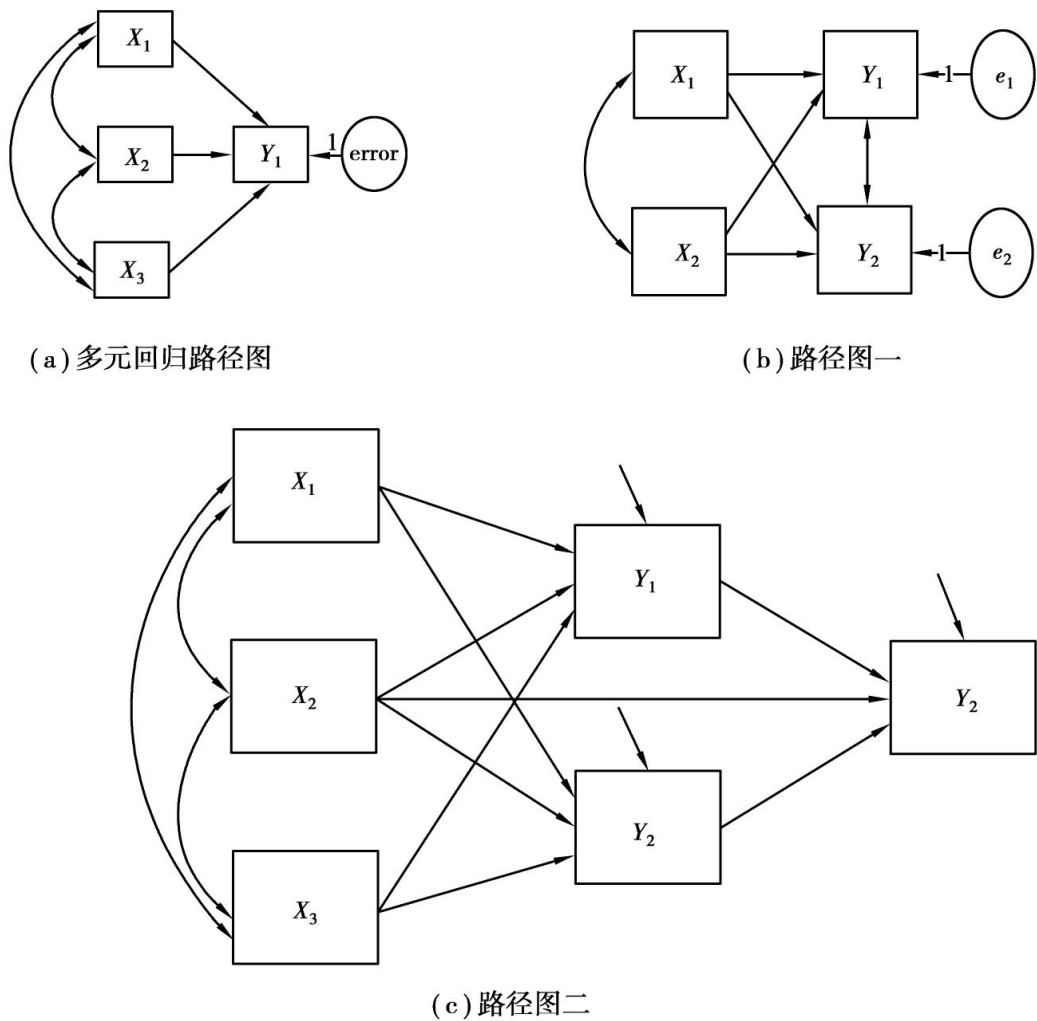 X₁
X₂
X₃
Y₁
1
error
(a)多元回归路径图
X₁
X₂
Y₁
Y₂
1
e₁
1
e₂
(b)路径图一
X₁
X₂
X₃
Y₁
Y₂
Y₂
(c)路径图二